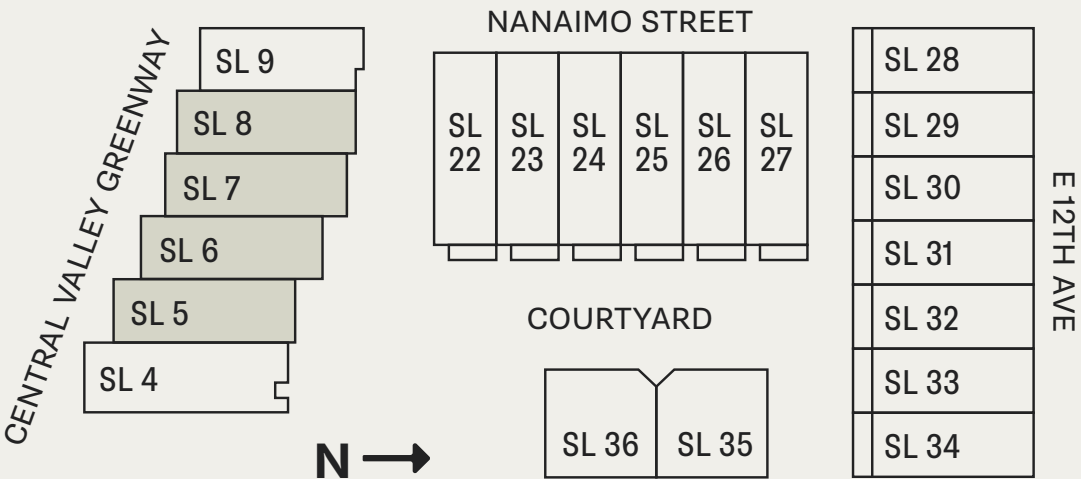 CENTRAL VALLEY GREENWAY
SL 9
SL 8
SL 7
SL 6
SL 5
SL 4
NANAIMO STREET
SL
22
SL
23
SL
24
SL
25
SL
26
SL
27
COURTYARD
SL 36
SL 35
N
SL 28
SL 29
SL 30
SL 31
SL 32
SL 33
SL 34
E 12TH AVE